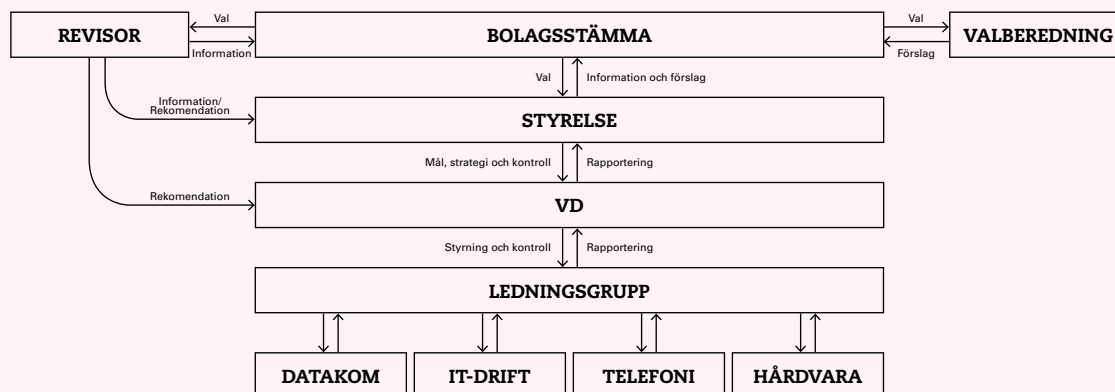 Val
Val
REVISOR
BOLAGSSTÄMMA
VALBEREDNING
Information
Förslag
Val
Information och förslag
Information/
Rekomendation
STYRELSE
Mål, strategi och kontroll
Rapportering
Rekomendation
VD
Styrning och kontroll
Rapportering
LEDNINGSGRUPP
DATAKOM
IT-DRIFT
TELEFONI
HÅRDVARA